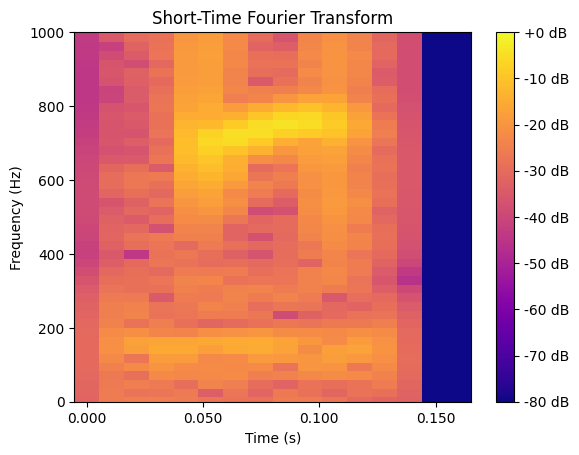 Short-Time Fourier Transform
1000
800
600
400
200
0
Frequency (Hz)
0.000
0.050
0.100
0.150
Time (s)
+0 dB
-10 dB
-20 dB
-30 dB
-40 dB
-50 dB
-60 dB
-70 dB
-80 dB